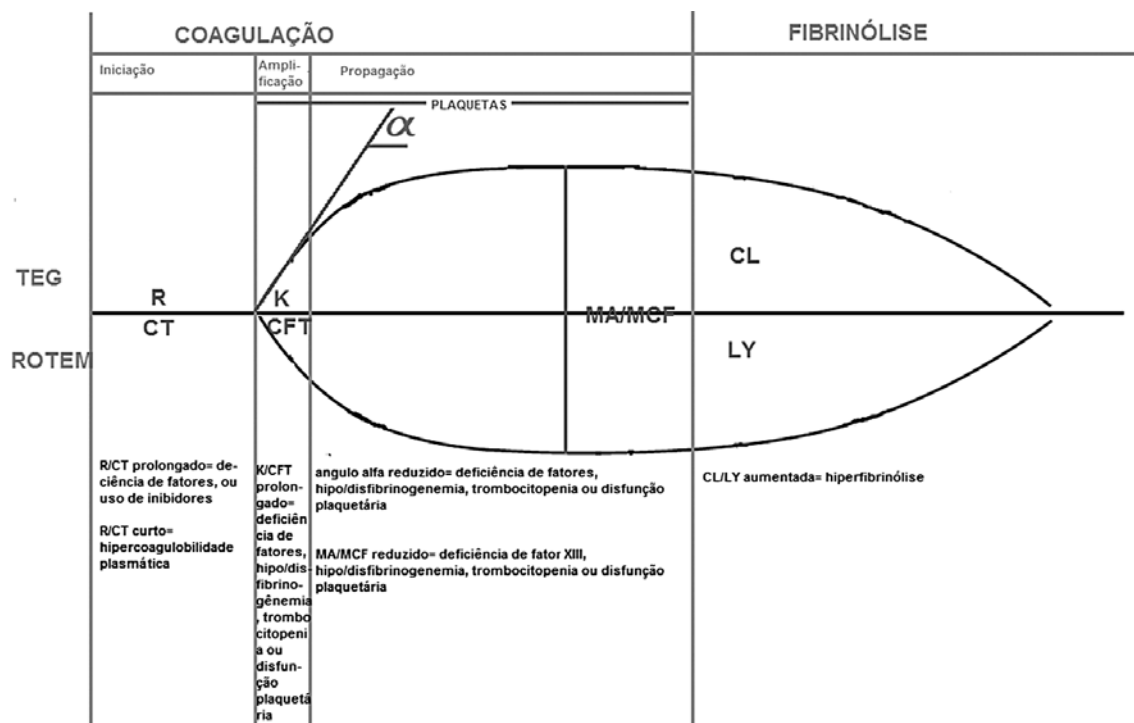 COAGULAÇÃO
FIBRINÓLISE
Iniciação
Ampli-
ficação
Propagação
PLAQUETAS
α
TEG
R
K
CL
MA/MCF
CT
CFT
LY
ROTEM
R/CT prolongado= de-
ciência de fatores, ou
uso de inibidores
R/CT curto=
hipercoagulobilidade
plasmática
K/CFT
prolon-
gado=
deficiên
cia de
fatores,
hipo/dis-
fibrino-
gênemia
, trombo
citopeni
a ou
disfun-
ção
plaquetá
ria
angulo alfa reduzido= deficiência de fatores,
hipo/disfibrinogenemia, trombocitopenia ou disfunção
plaquetária
MA/MCF reduzido= deficiência de fator XIII,
hipo/disfibrinogenemia, trombocitopenia ou disfunção
plaquetária
CL/LY aumentada= hiperfibrinólise